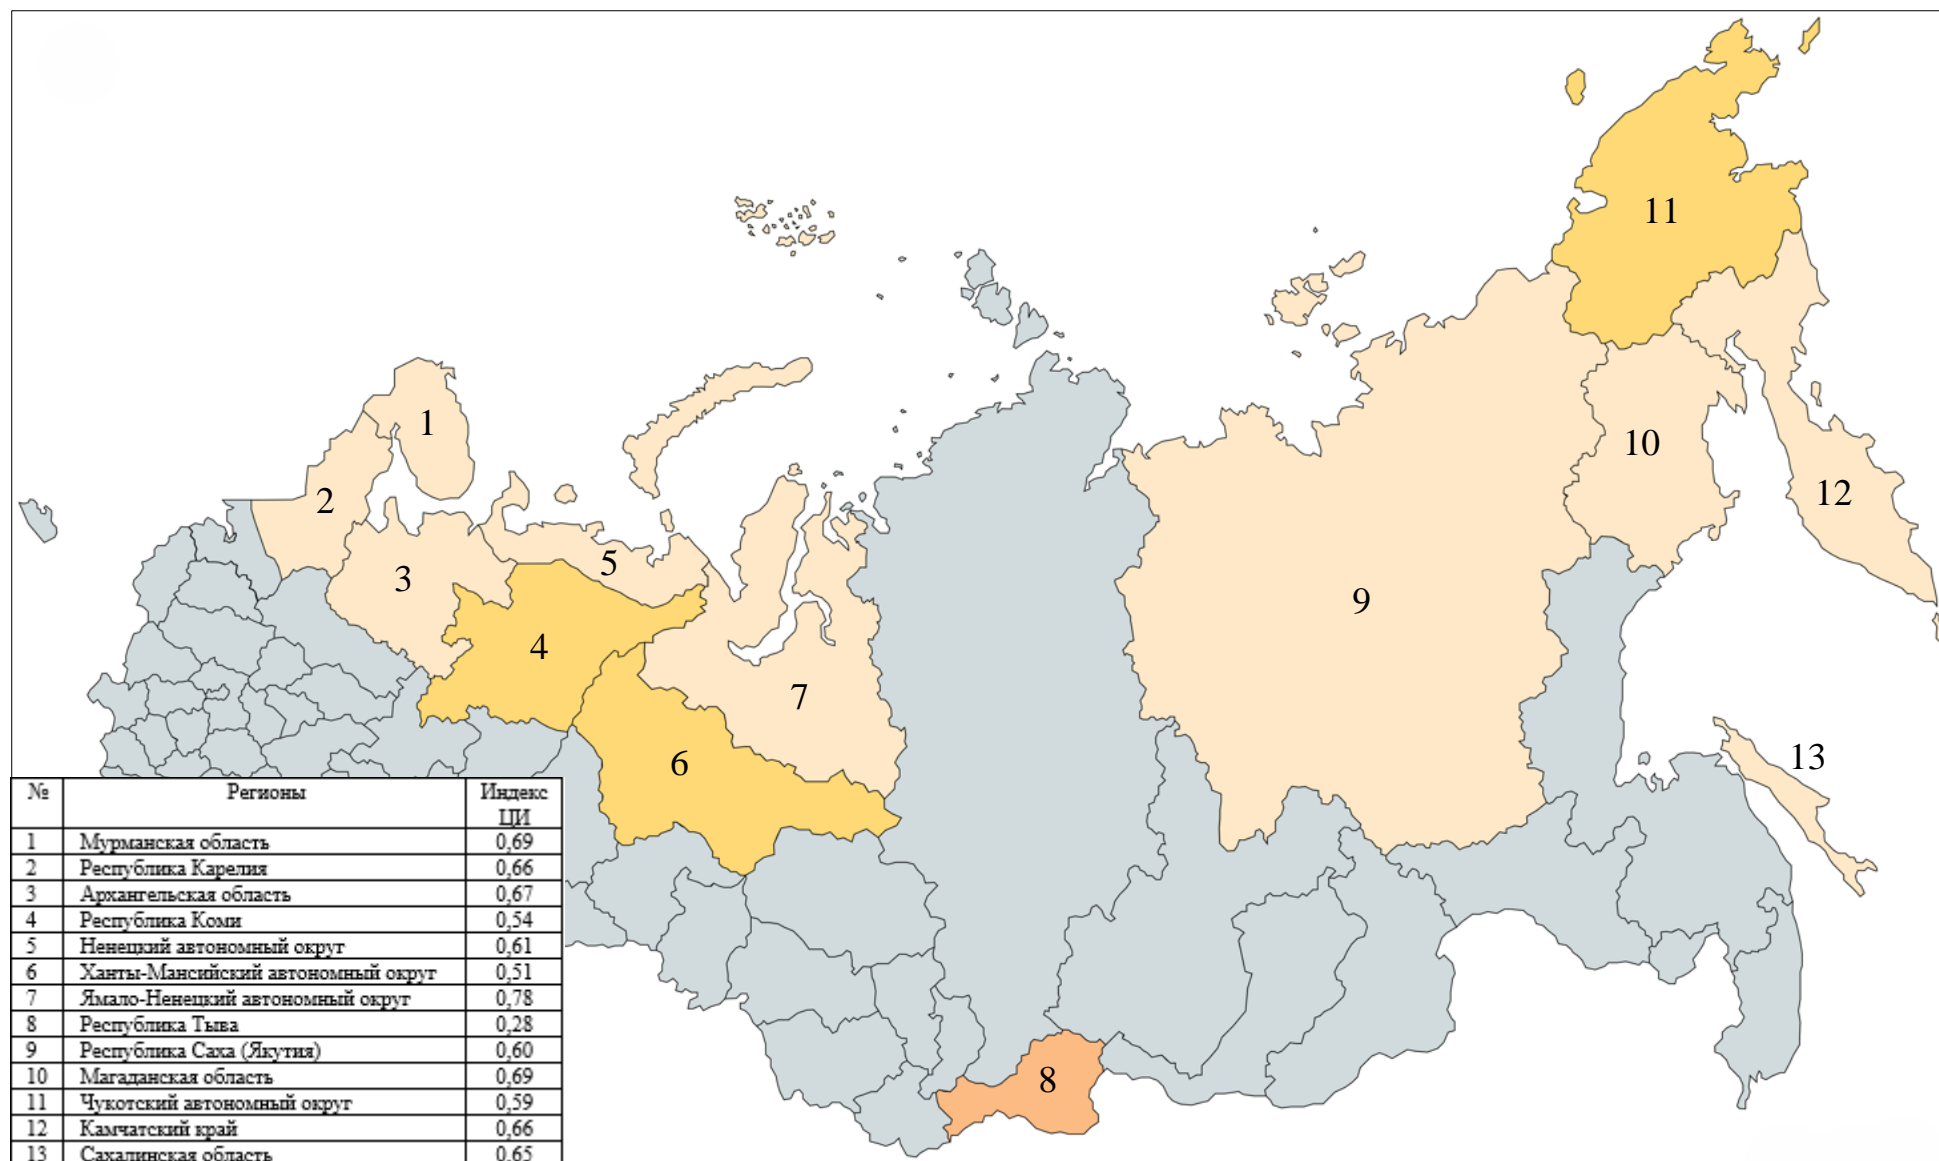 11
1
2
10
12
5
3
9
4
7
13
6
8
№ Регионы Индекс
ЦИ
1 Мурманская область 0,69
2 Республика Карелия 0,66
3 Архангельская область 0,67
4 Республика Коми 0,54
5 Ненецкий автономный округ 0,61
6 Ханты-Мансийский автономный округ 0,51
7 Ямало-Ненецкий автономный округ 0,78
8 Республика Тыва 0,28
9 Республика Саха (Якутия) 0,60
10 Магаданская область 0,69
11 Чукотский автономный округ 0,59
12 Камчатский край 0,66
13 Сахалинская область 0,65